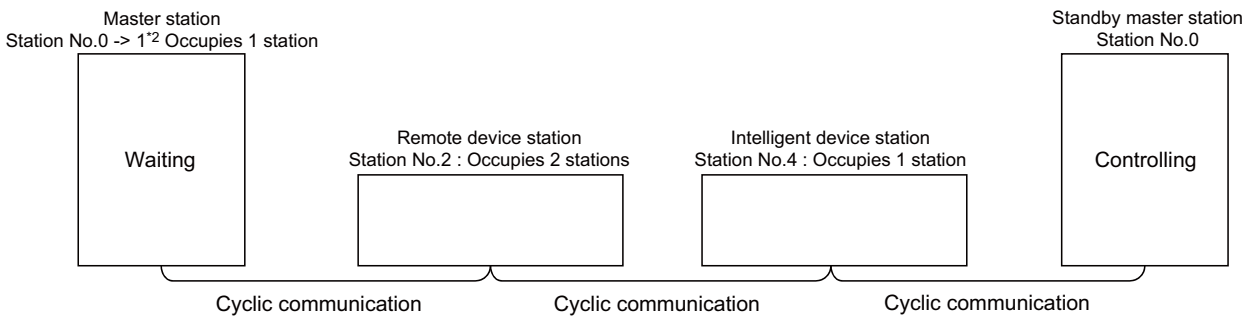 Master station
Station No.0 -> 1*2 Occupies 1 station
Waiting
Remote device station
Station No.2 : Occupies 2 stations
Intelligent device station
Station No.4 : Occupies 1 station
Standby master station
Station No.0
Controlling
Cyclic communication
Cyclic communication
Cyclic communication